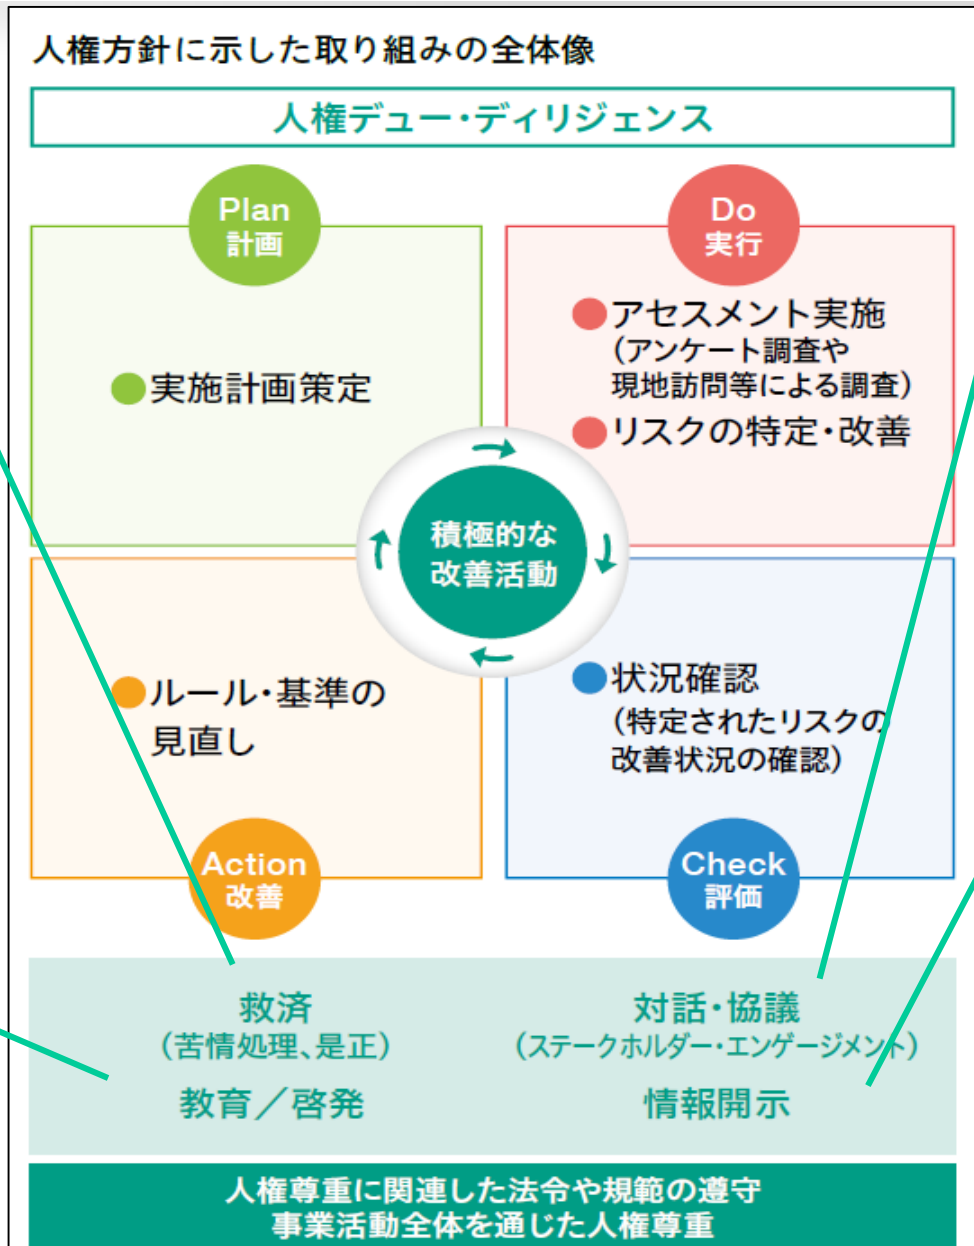 人権方針に示した取り組みの全体像
人権デュー・ディリジェンス
Plan
計画
●実施計画策定
Do
実行
●アセスメント実施
(アンケート調査や
現地訪問等による調査)
●リスクの特定・改善
積極的な
改善活動
●ルール・基準の
見直し
Action
改善
●状況確認
(特定されたリスクの
改善状況の確認)
Check
評価
救済
(苦情処理、是正)
教育/啓発
対話・協議
(ステークホルダー・エンゲージメント)
情報開示
人権尊重に関連した法令や規範の遵守
事業活動全体を通じた人権尊重